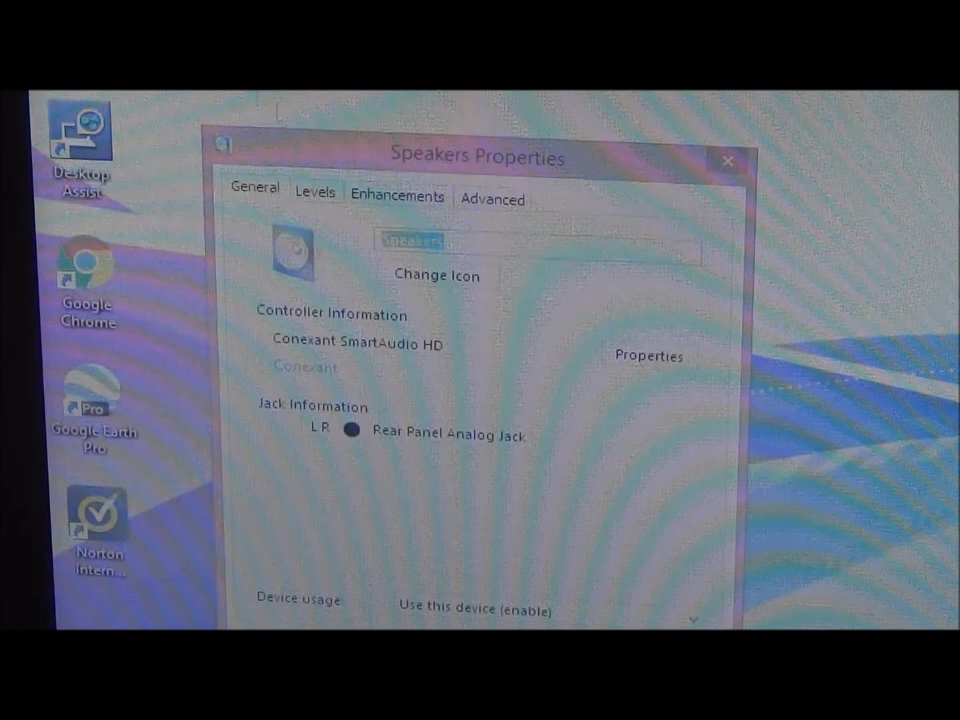 Desktop
Assist
Google
Chrome
Pro
Google Earth
Pro
Norton
Intern...
Speakers Properties
General
Levels
Enhancements
Advanced
Speakers
Change Icon
Controller Information
Conexant SmartAudio HD
Properties
Conexant
Jack Information
L R
Rear Panel Analog Jack
Device usage:
Use this device (enable)